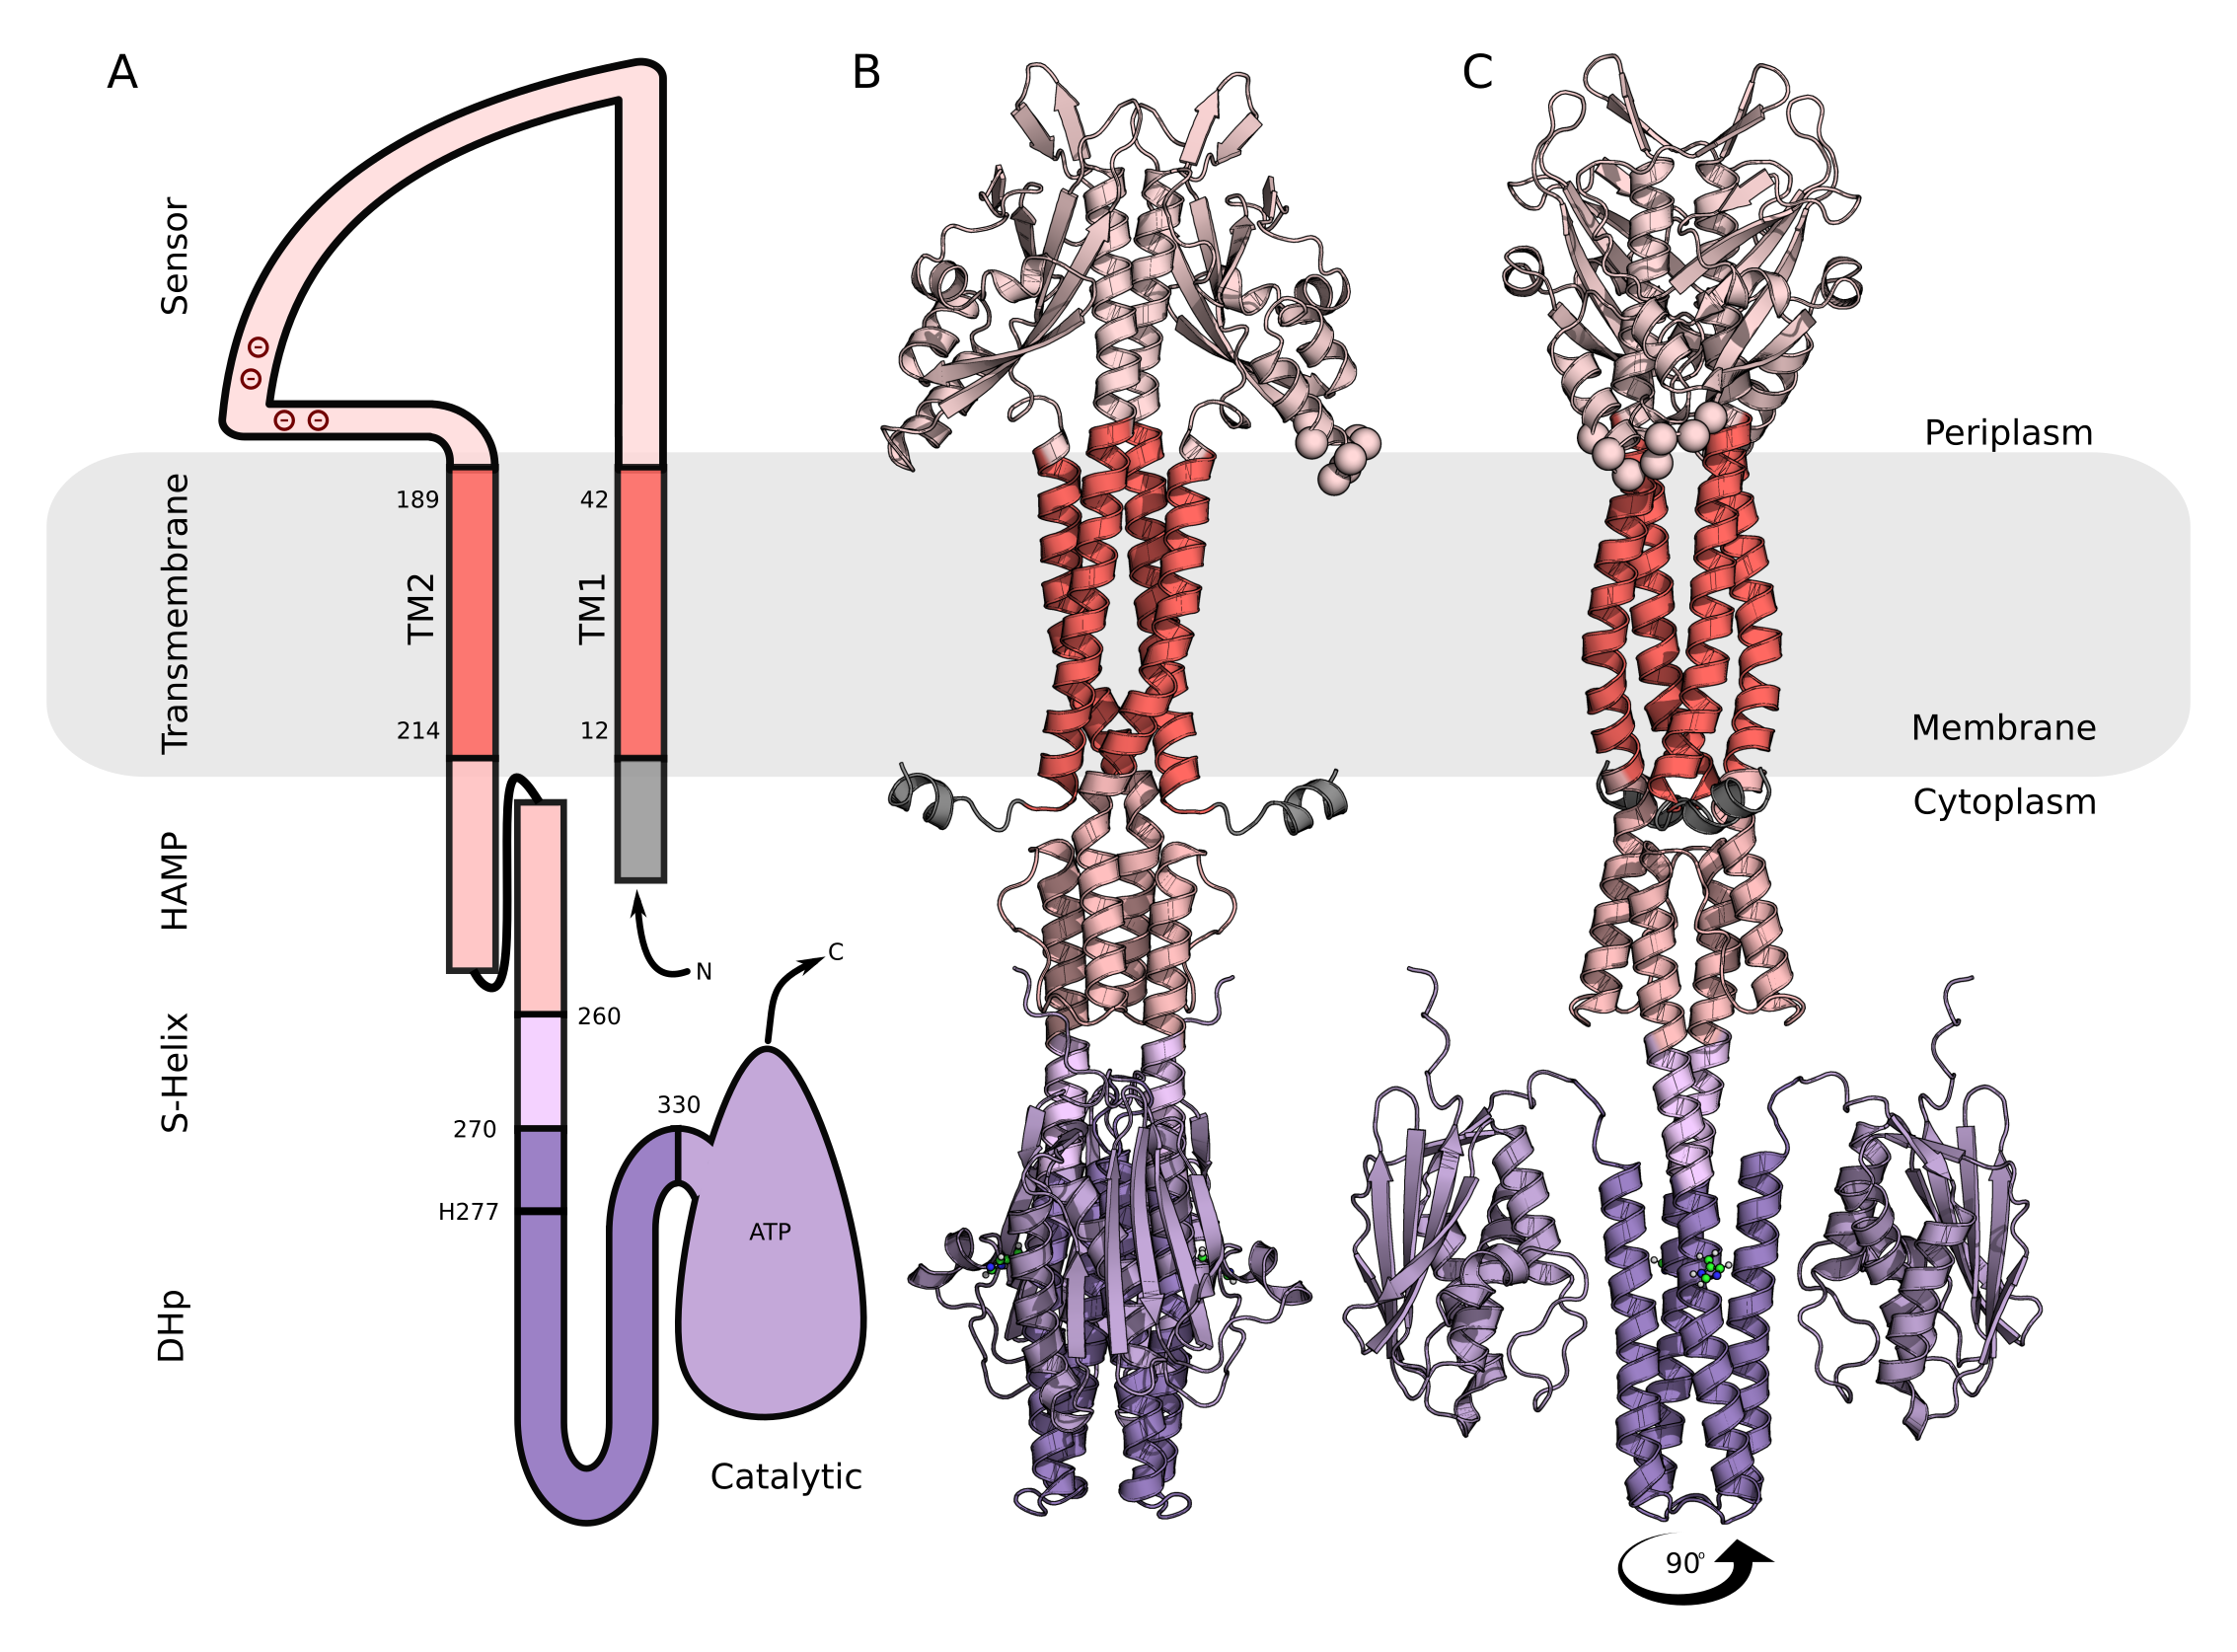 A
B
C
Sensor
Transmembrane
HAMP
S-Helix
DHp
189
42
TM2
TM1
214
12
N
C
260
270
330
H277
ATP
Catalytic
Periplasm
Membrane
Cytoplasm
90º